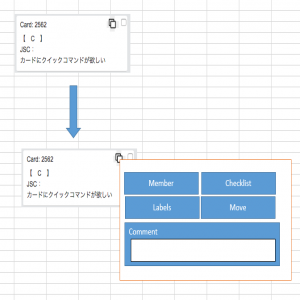 Card: 2562
【 C 】
JSC :
カードにクイックコマンドが欲しい
Card: 2562
【 C 】
JSC :
カードにクイックコマンドが欲しい
Member
Checklist
Labels
Move
Comment